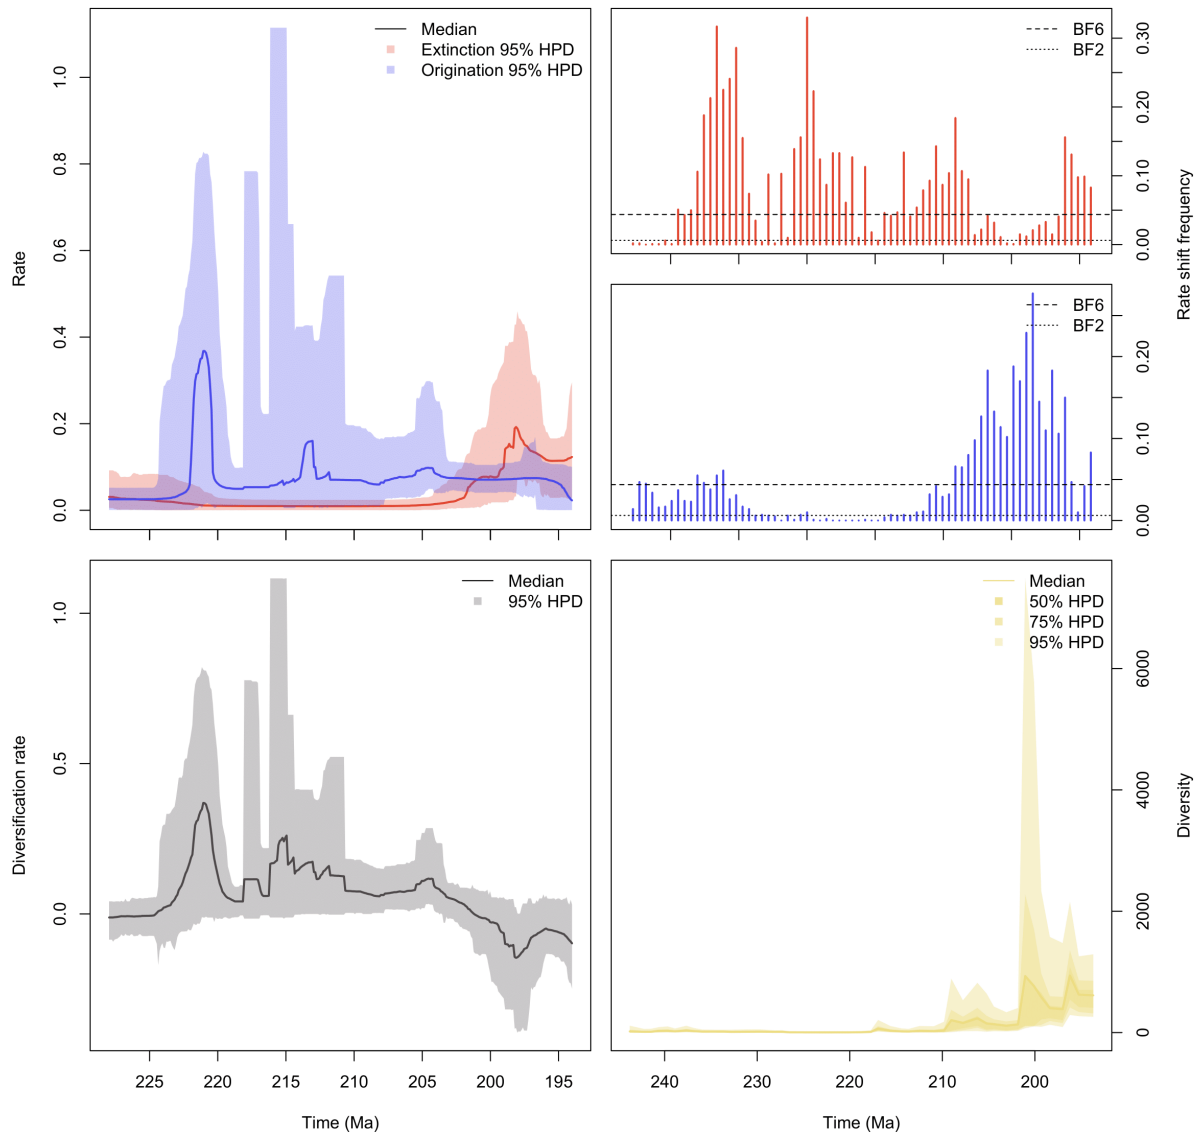 Rate
1.0
0.8
0.6
0.4
0.2
0.0
Median
Extinction 95% HPD
Origination 95% HPD
BF6
BF2
0.30
0.20
0.10
0.00
Rate shift frequency
BF6
BF2
0.20
0.10
0.00
Diversification rate
1.0
0.5
0.0
Median
95% HPD
225 220 215 210 205 200 195
Time (Ma)
Median
50% HPD
75% HPD
95% HPD
6000
4000
2000
0
Diversity
240 230 220 210 200
Time (Ma)